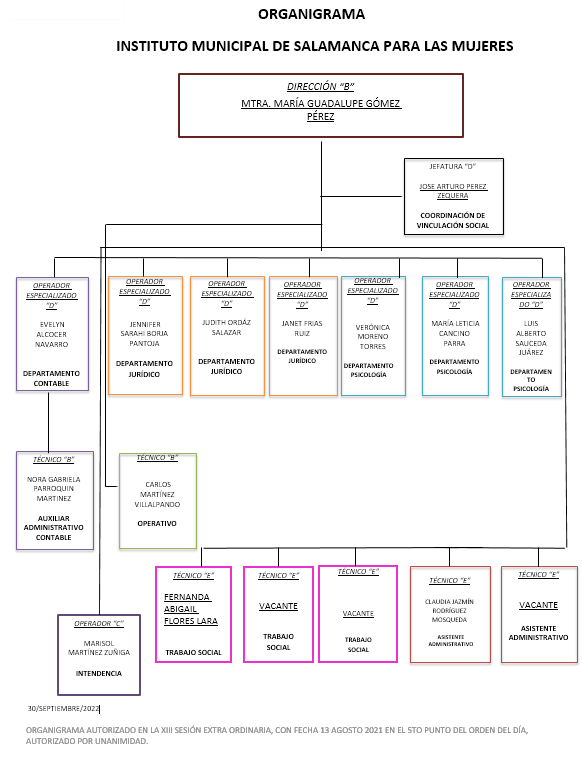 ORGANIGRAMA
INSTITUTO MUNICIPAL DE SALAMANCA PARA LAS MUJERES
DIRECCIÓN "B"
MTRA. MARÍA GUADALUPE GÓMEZ
PÉREZ
JEFATURA "D"
JOSE ARTURO PEREZ
ZEQUERA
COORDINACIÓN DE
VINCULACIÓN SOCIAL
OPERADOR
ESPECIALIZADO
"D"
EVELYN
ALCOCER
NAVARRO
DEPARTAMENTO
CONTABLE
OPERADOR
ESPECIALIZADO
"D"
JENNIFER
SARAHI BORJA
PANTOJA
DEPARTAMENTO
JURÍDICO
OPERADOR
ESPECIALIZADO
"D"
JUDITH ORDÁZ
SALAZAR
DEPARTAMENTO
JURÍDICO
OPERADOR
ESPECIALIZADO
"D"
JANET FRIAS
RUIZ
DEPARTAMENTO
JURÍDICO
OPERADOR
ESPECIALIZADO
"D"
VERÓNICA
MORENO
TORRES
DEPARTAMENTO
PSICOLOGÍA
OPERADOR
ESPECIALIZADO
"D"
MARÍA LETICIA
CANCINO
PARRA
DEPARTAMENTO
PSICOLOGÍA
OPERADOR
ESPECIALIZA
DO "D"
LUIS
ALBERTO
SAUCEDA
JUÁREZ
DEPARTAMEN
TO
PSICOLOGÍA
TÉCNICO "B"
NORA GABRIELA
PARROQUIN
MARTINEZ
AUXILIAR
ADMINISTRATIVO
CONTABLE
TÉCNICO "B"
CARLOS
MARTÍNEZ
VILLALPANDO
OPERATIVO
TÉCNICO "E"
FERNANDA
ABIGAIL
FLORES LARA
TRABAJO SOCIAL
TÉCNICO "E"
VACANTE
TRABAJO
SOCIAL
TÉCNICO "E"
VACANTE
TRABAJO
SOCIAL
TÉCNICO "E"
CLAUDIA JAZMÍN
RODRÍGUEZ
MOSQUEDA
ASISTENTE
ADMINISTRATIVO
TÉCNICO "E"
VACANTE
ASISTENTE
ADMINISTRATIVO
OPERADOR "C"
MARISOL
MARTÍNEZ ZUÑIGA
INTENDENCIA
30/SEPTIEMBRE/2022
ORGANIGRAMA AUTORIZADO EN LA XIII SESIÓN EXTRA ORDINARIA, CON FECHA 13 AGOSTO 2021 EN EL 5TO PUNTO DEL ORDEN DEL DÍA,
AUTORIZADO POR UNANIMIDAD.